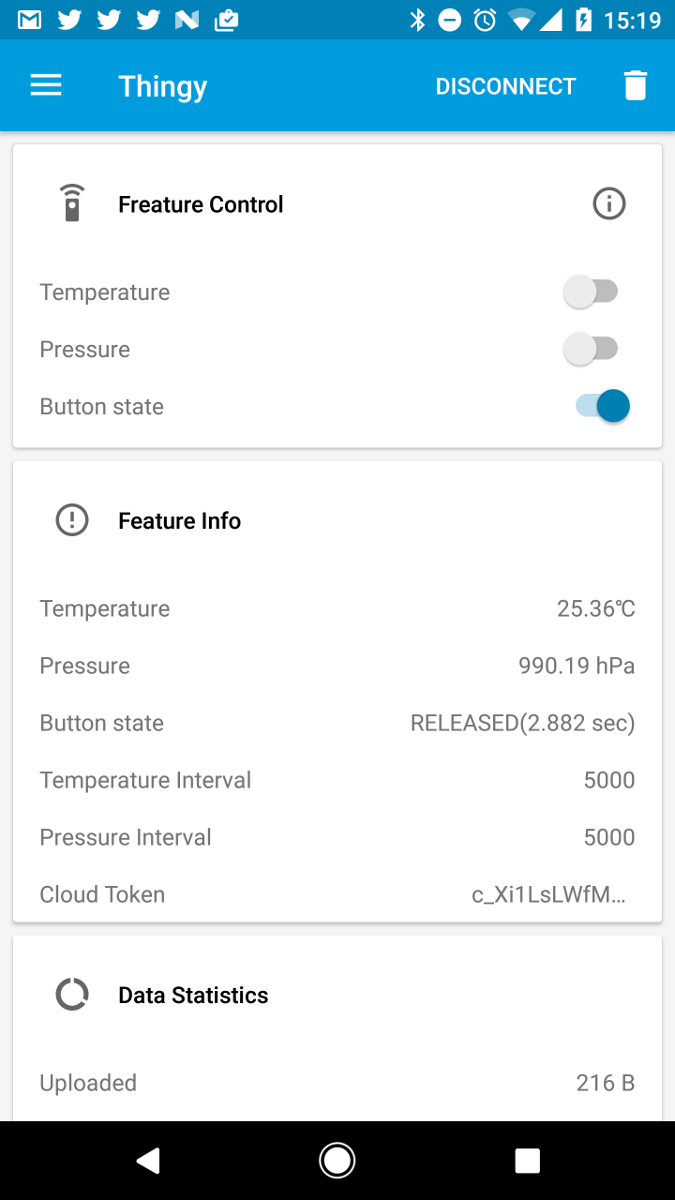 15:19
Thingy DISCONNECT
Freature Control
Temperature
Pressure
Button state
Feature Info
Temperature 25.36℃
Pressure 990.19 hPa
Button state RELEASED(2.882 sec)
Temperature Interval 5000
Pressure Interval 5000
Cloud Token c_Xi1LsLWfM...
Data Statistics
Uploaded 216 B